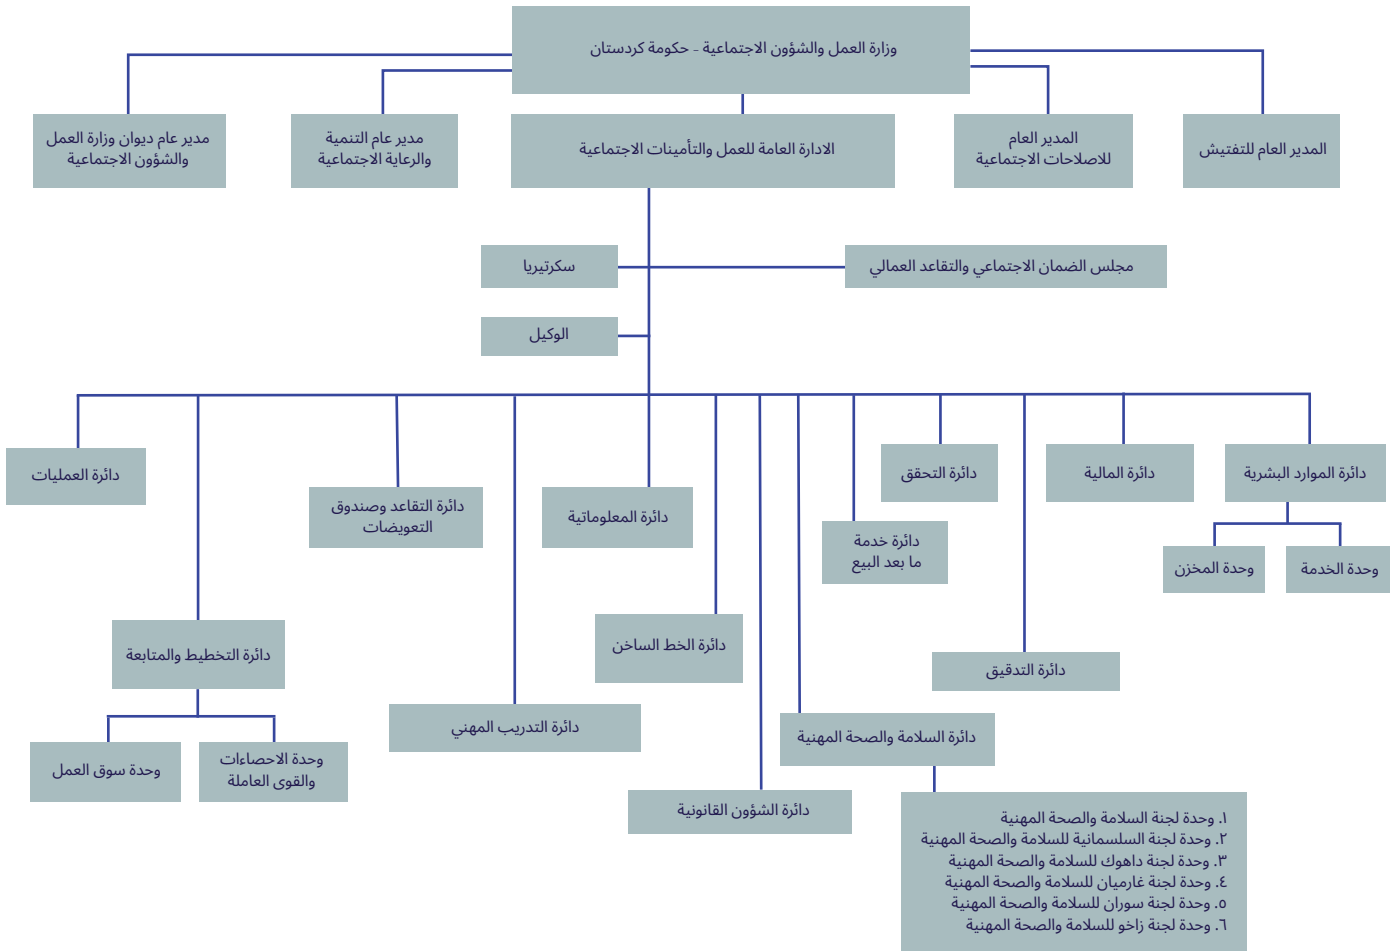 وزارة العمل والشؤون الاجتماعية - حكومة كردستان
المدير العام للتفتيش
المدير العام
للاصلاحات الاجتماعية
الادارة العامة للعمل والتأمينات الاجتماعية
مدير عام التنمية
والرعاية الاجتماعية
مدير عام ديوان وزارة العمل
والشؤون الاجتماعية
مجلس الضمان الاجتماعي والتقاعد العمالي
سكرتيريا
الوكيل
دائرة الموارد البشرية
وحدة الخدمة
وحدة المخزن
دائرة المالية
دائرة التدقيق
دائرة التحقق
دائرة خدمة
ما بعد البيع
دائرة السلامة والصحة المهنية
١. وحدة لجنة السلامة والصحة المهنية
٢. وحدة لجنة السلسمانية للسلامة والصحة المهنية
٣. وحدة لجنة داهوك للسلامة والصحة المهنية
٤. وحدة لجنة غارميان للسلامة والصحة المهنية
٥. وحدة لجنة سوران للسلامة والصحة المهنية
٦. وحدة لجنة زاخو للسلامة والصحة المهنية
دائرة الشؤون القانونية
دائرة الخط الساخن
دائرة المعلوماتية
دائرة التدريب المهني
دائرة التقاعد وصندوق
التعويضات
دائرة التخطيط والمتابعة
وحدة الاحصاءات
والقوى العاملة
وحدة سوق العمل
دائرة العمليات